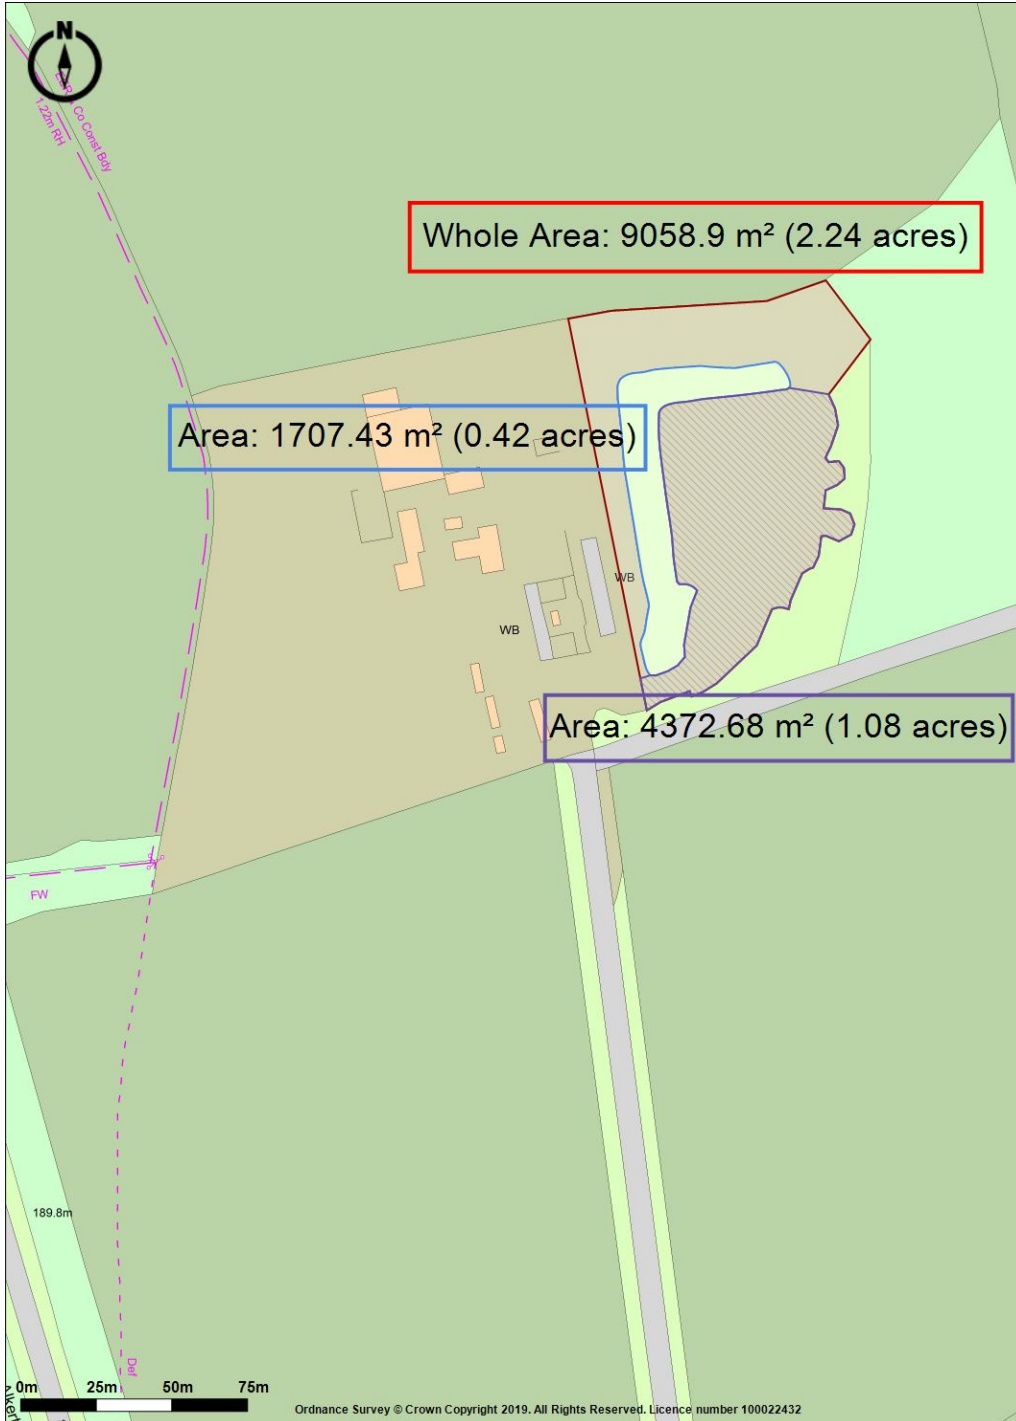 N
E.R & Co Const Bdy
1.22m RH
Whole Area: 9058.9 m² (2.24 acres)
Area: 1707.43 m² (0.42 acres)
WB
WB
Area: 4372.68 m² (1.08 acres)
FW
189.8m
Def
0m 25m 50m 75m
Ordnance Survey © Crown Copyright 2019. All Rights Reserved. Licence number 100022432